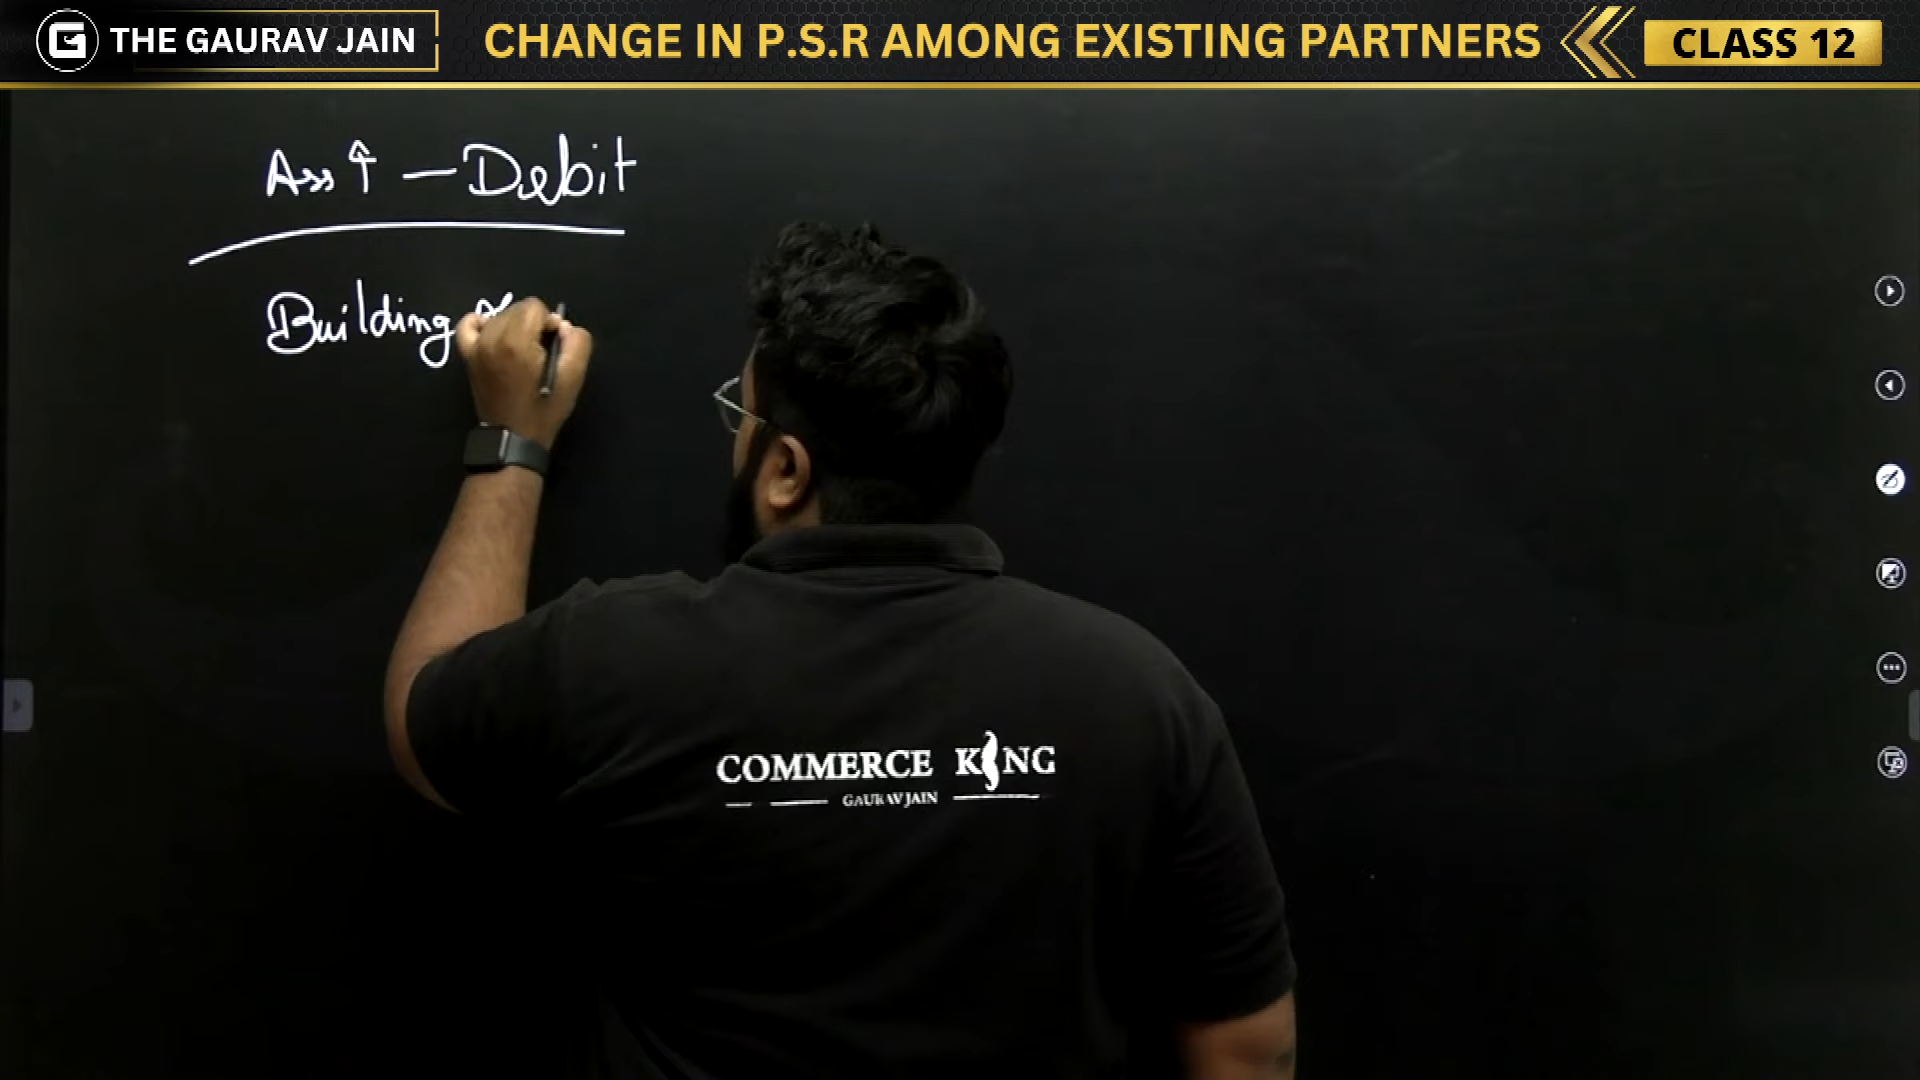 G THE GAURAV JAIN
CHANGE IN P.S.R AMONG EXISTING PARTNERS
CLASS 12
Ass ↑ — Debit
Building
COMMERCE KING
GAURAV JAIN